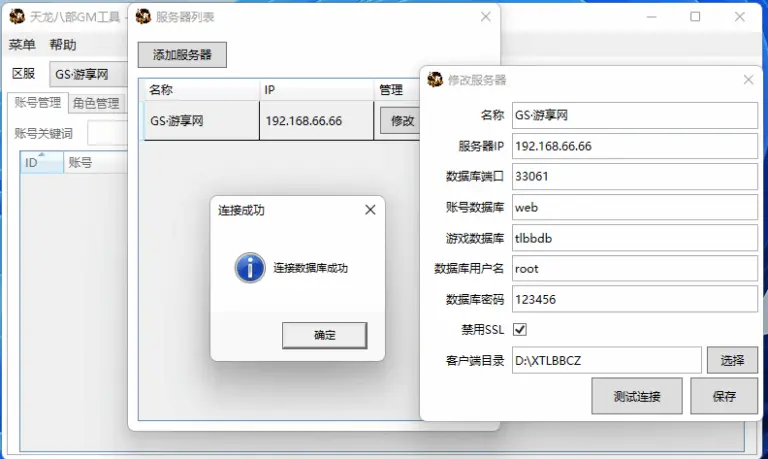 天龙八部GM工具 -
菜单 帮助
区服 GS·游享网
账号管理 角色管理
账号关键词
ID 账号
服务器列表
添加服务器
名称 IP 管理
GS·游享网 192.168.66.66 修改
连接成功
连接数据库成功
确定
修改服务器
名称 GS·游享网
服务器IP 192.168.66.66
数据库端口 33061
账号数据库 web
游戏数据库 tlbbdb
数据库用户名 root
数据库密码 123456
禁用SSL
客户端目录 D:\XTLBBCZ 选择
测试连接 保存